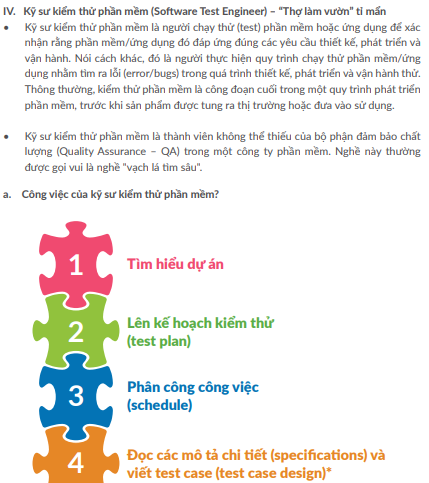 IV. Kỹ sư kiểm thử phần mềm (Software Test Engineer) – “Thợ làm vườn” tỉ mẩn
• Kỹ sư kiểm thử phần mềm là người chạy thử (test) phần mềm hoặc ứng dụng để xác
nhận rằng phần mềm/ứng dụng đó đáp ứng đúng các yêu cầu thiết kế, phát triển và
vận hành. Nói cách khác, đó là người thực hiện quy trình chạy thử phần mềm/ứng
dụng nhằm tìm ra lỗi (error/bugs) trong quá trình thiết kế, phát triển và vận hành thử.
Thông thường, kiểm thử phần mềm là công đoạn cuối trong một quy trình phát triển
phần mềm, trước khi sản phẩm được tung ra thị trường hoặc đưa vào sử dụng.
• Kỹ sư kiểm thử phần mềm là thành viên không thể thiếu của bộ phận đảm bảo chất
lượng (Quality Assurance – QA) trong một công ty phần mềm. Nghề này thường
được gọi vui là nghề "vạch lá tìm sâu".
a. Công việc của kỹ sư kiểm thử phần mềm?
1 Tìm hiểu dự án
2 Lên kế hoạch kiểm thử
(test plan)
3 Phân công công việc
(schedule)
4 Đọc các mô tả chi tiết (specifications) và
viết test case (test case design)*